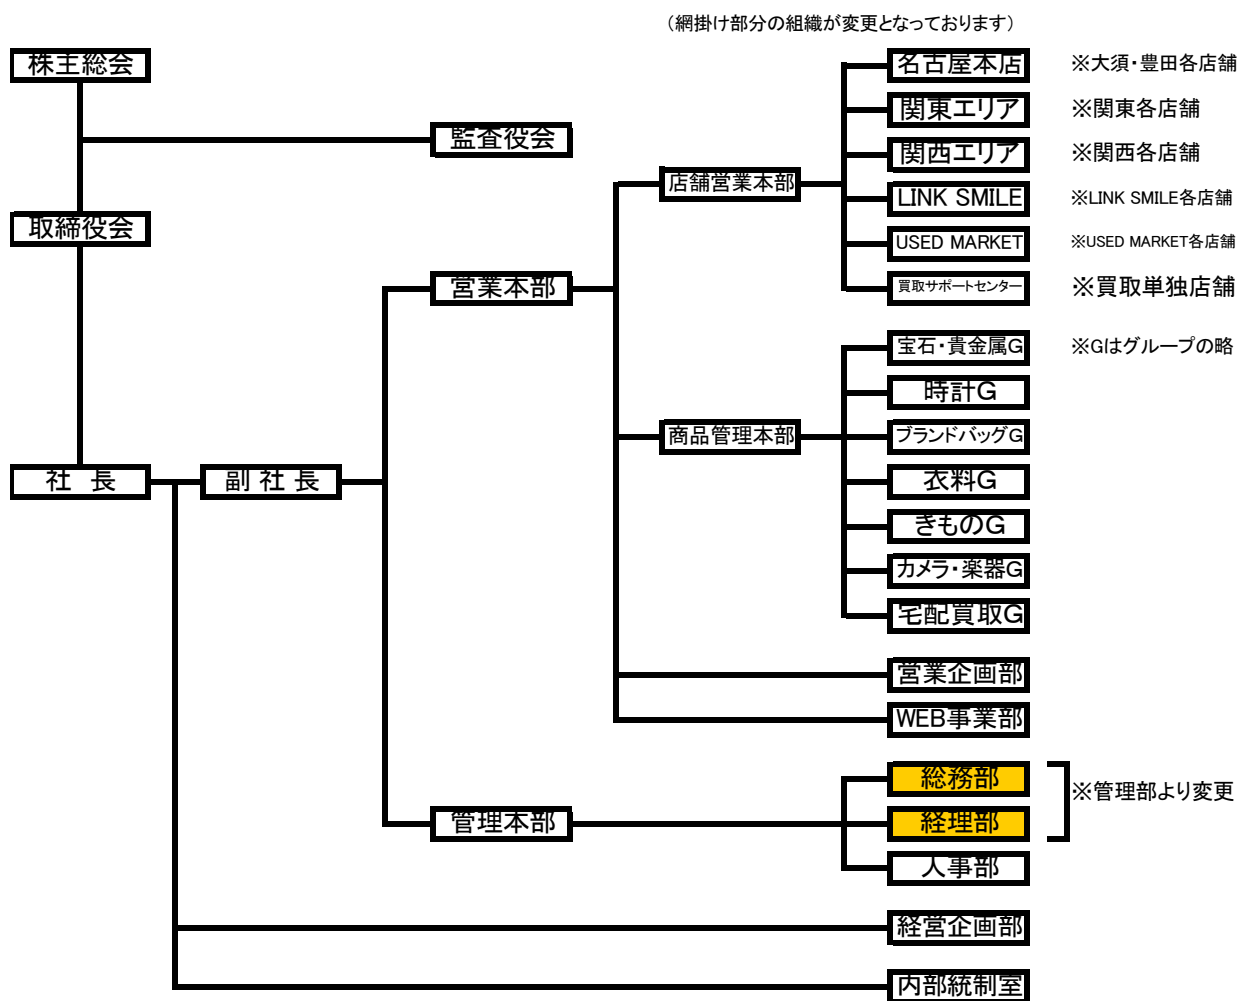 （網掛け部分の組織が変更となっております）
株主総会
名古屋本店 ※大須・豊田各店舗
関東エリア ※関東各店舗
監査役会
関西エリア ※関西各店舗
店舗営業本部
LINK SMILE ※LINK SMILE各店舗
取締役会
USED MARKET ※USED MARKET各店舗
営業本部
買取サポートセンター ※買取単独店舗
宝石・貴金属G ※Gはグループの略
時計G
商品管理本部
ブランドバッグG
社 長
副 社 長
衣料G
きものG
カメラ・楽器G
宅配買取G
営業企画部
WEB事業部
総務部
※管理部より変更
管理本部
経理部
人事部
経営企画部
内部統制室